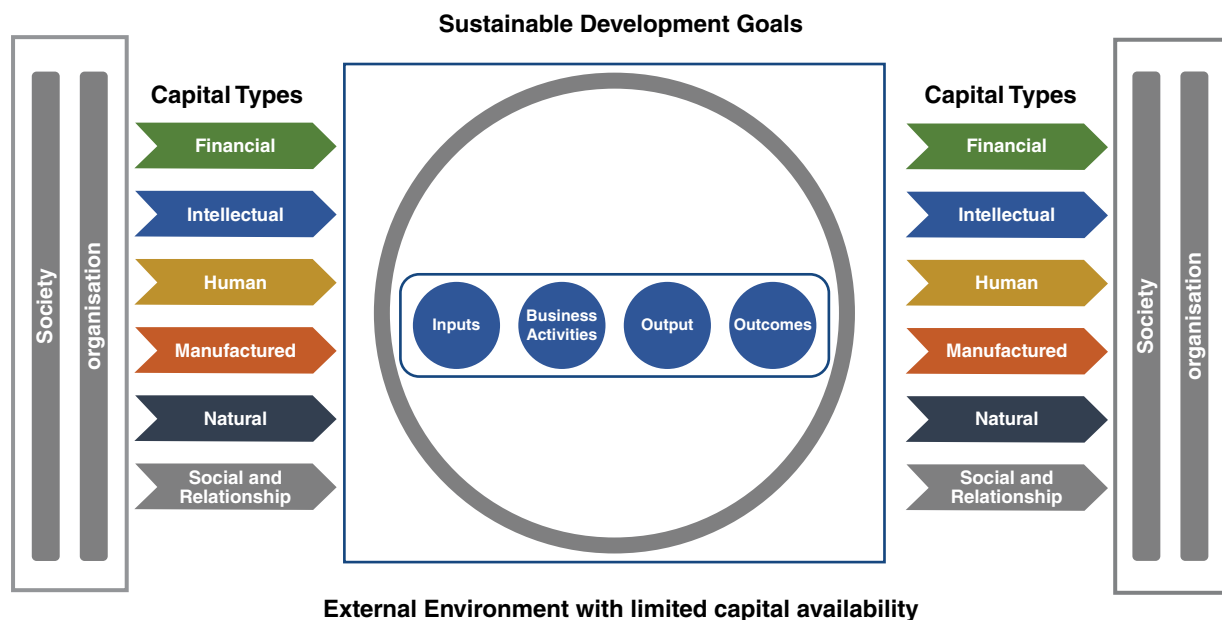 Sustainable Development Goals
Society
organisation
Capital Types
Financial
Intellectual
Human
Manufactured
Natural
Social and
Relationship
Inputs
Business
Activities
Output
Outcomes
Capital Types
Financial
Intellectual
Human
Manufactured
Natural
Social and
Relationship
Society
organisation
External Environment with limited capital availability